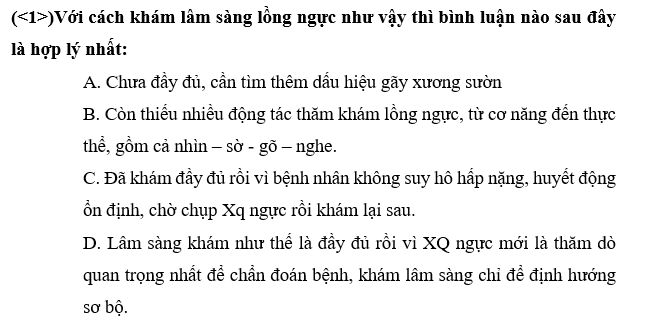 (<1>)Với cách khám lâm sàng lồng ngực như vậy thì bình luận nào sau đây
là hợp lý nhất:
A. Chưa đầy đủ, cần tìm thêm dấu hiệu gãy xương sườn
B. Còn thiếu nhiều động tác thăm khám lồng ngực, từ cơ năng đến thực
thể, gồm cả nhìn – sờ - gõ – nghe.
C. Đã khám đầy đủ rồi vì bệnh nhân không suy hô hấp nặng, huyết động
ổn định, chờ chụp Xq ngực rồi khám lại sau.
D. Lâm sàng khám như thế là đầy đủ rồi vì XQ ngực mới là thăm dò
quan trọng nhất để chẩn đoán bệnh, khám lâm sàng chỉ để định hướng
sơ bộ.